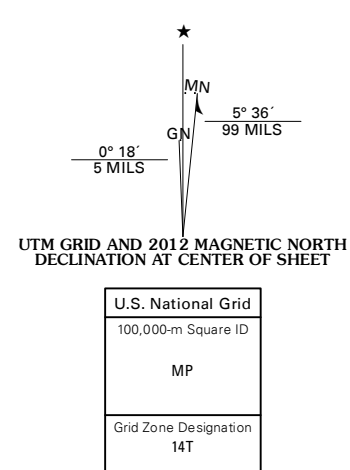 ★
MN
5° 36´
99 MILS
GN
0° 18´
5 MILS
UTM GRID AND 2012 MAGNETIC NORTH
DECLINATION AT CENTER OF SHEET
U.S. National Grid
100,000-m Square ID
MP
Grid Zone Designation
14T